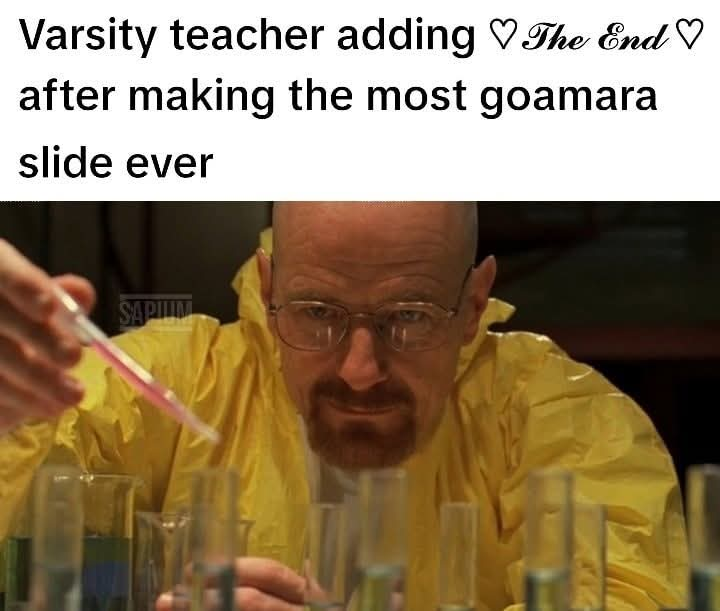 Varsity teacher adding ♡ The End ♡
after making the most goamara
slide ever
SAPIUM